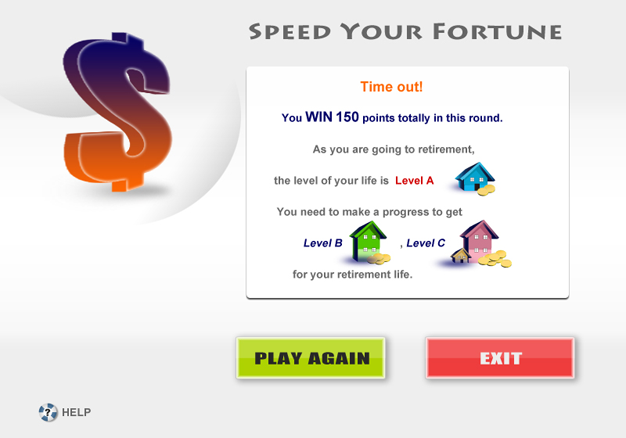 SPEED YOUR FORTUNE
Time out!
You WIN 150 points totally in this round.
As you are going to retirement,
the level of your life is Level A
You need to make a progress to get
Level B , Level C
for your retirement life.
PLAY AGAIN
EXIT
? HELP